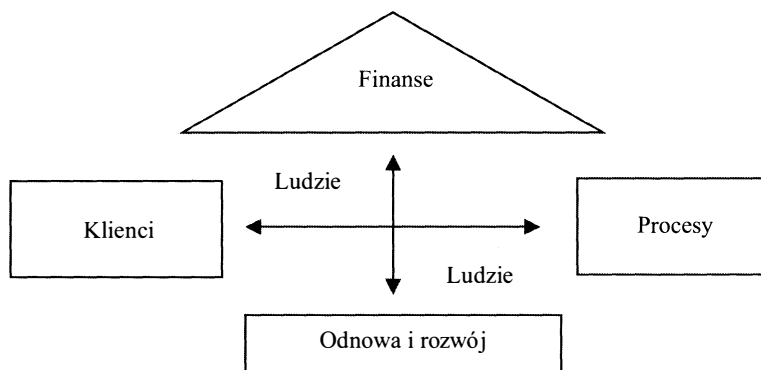 Finanse
Ludzie
Klienci
Procesy
Ludzie
Odnowa i rozwój